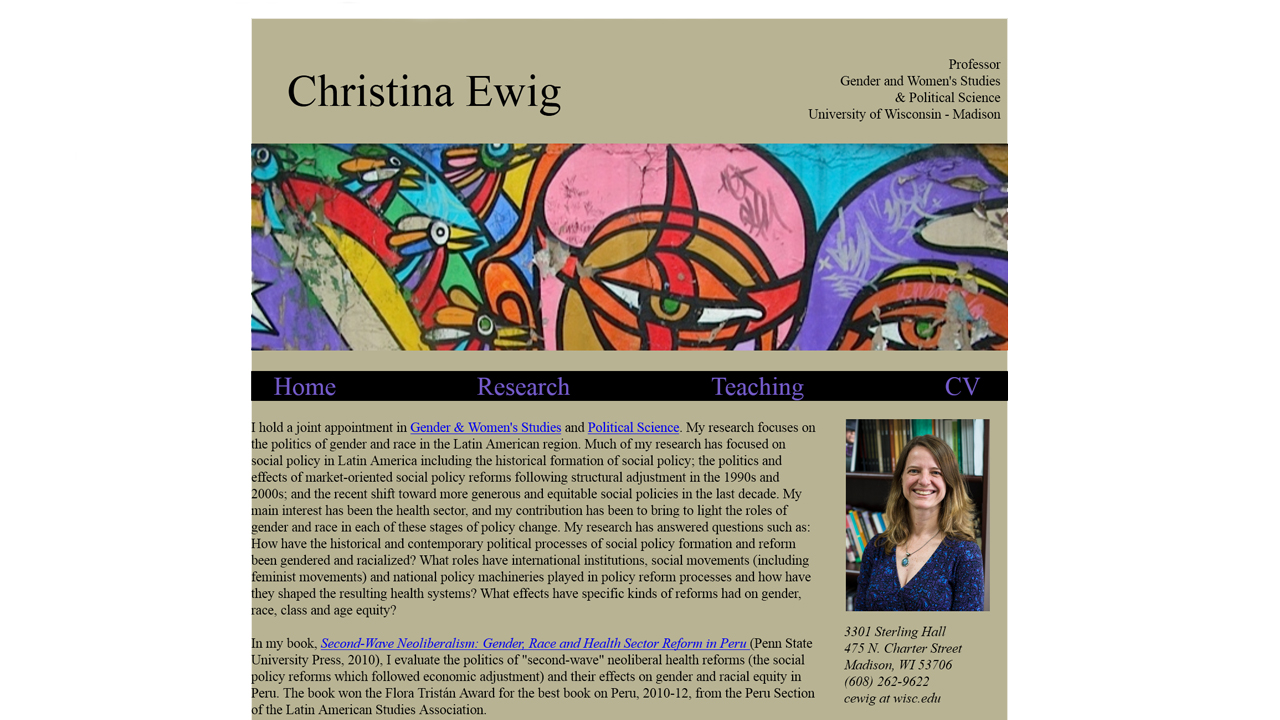 Christina Ewig
Professor
Gender and Women's Studies
& Political Science
University of Wisconsin - Madison
Home
Research
Teaching
CV
I hold a joint appointment in Gender & Women's Studies and Political Science. My research focuses on
the politics of gender and race in the Latin American region. Much of my research has focused on
social policy in Latin America including the historical formation of social policy; the politics and
effects of market-oriented social policy reforms following structural adjustment in the 1990s and
2000s; and the recent shift toward more generous and equitable social policies in the last decade. My
main interest has been the health sector, and my contribution has been to bring to light the roles of
gender and race in each of these stages of policy change. My research has answered questions such as:
How have the historical and contemporary political processes of social policy formation and reform
been gendered and racialized? What roles have international institutions, social movements (including
feminist movements) and national policy machineries played in policy reform processes and how have
they shaped the resulting health systems? What effects have specific kinds of reforms had on gender,
race, class and age equity?
In my book, Second-Wave Neoliberalism: Gender, Race and Health Sector Reform in Peru (Penn State
University Press, 2010), I evaluate the politics of "second-wave" neoliberal health reforms (the social
policy reforms which followed economic adjustment) and their effects on gender and racial equity in
Peru. The book won the Flora Tristán Award for the best book on Peru, 2010-12, from the Peru Section
of the Latin American Studies Association.
3301 Sterling Hall
475 N. Charter Street
Madison, WI 53706
(608) 262-9622
cewig at wisc.edu